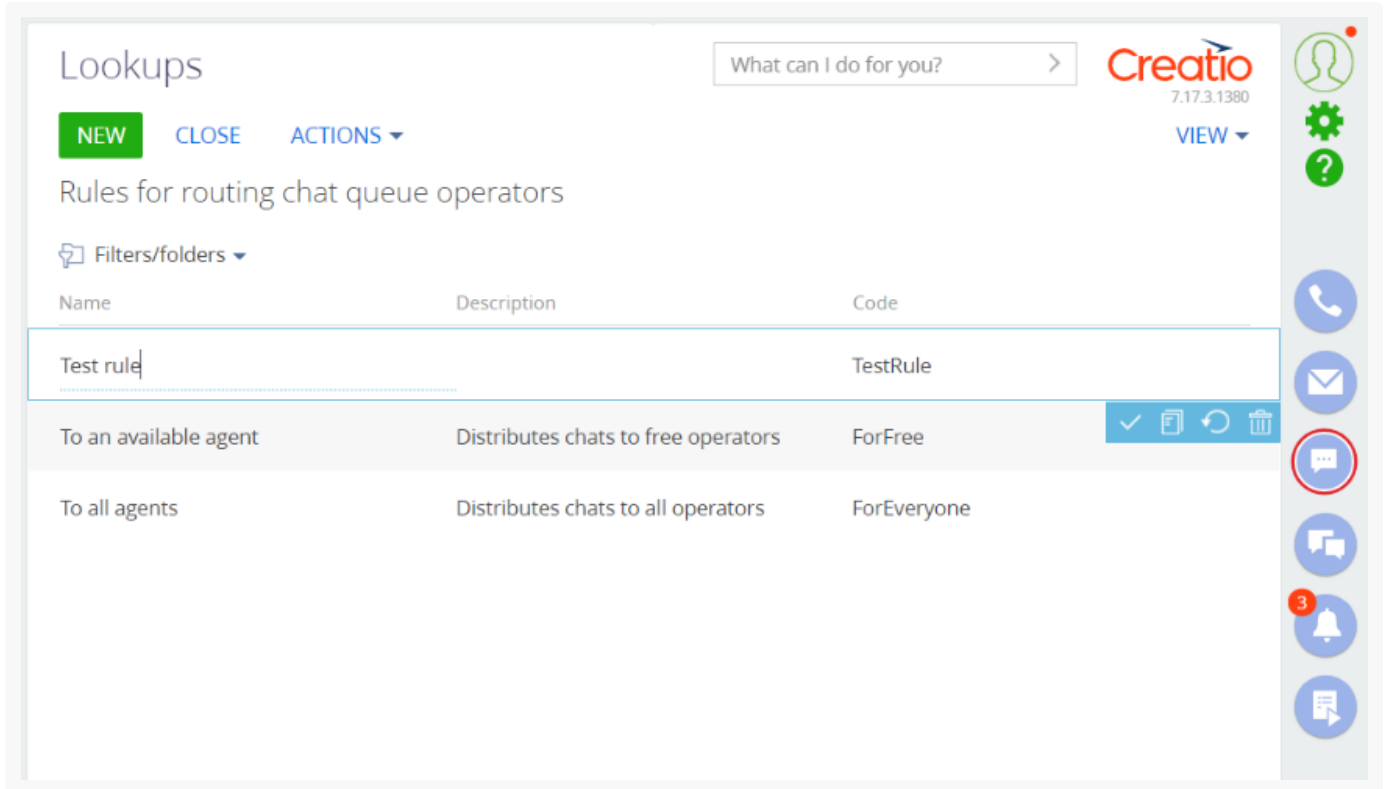 Lookups
What can I do for you?
Creatio
7.17.3.1380
NEW CLOSE ACTIONS VIEW
Rules for routing chat queue operators
Filters/folders
Name Description Code
Test rule TestRule
To an available agent Distributes chats to free operators ForFree
To all agents Distributes chats to all operators ForEveryone
?
3